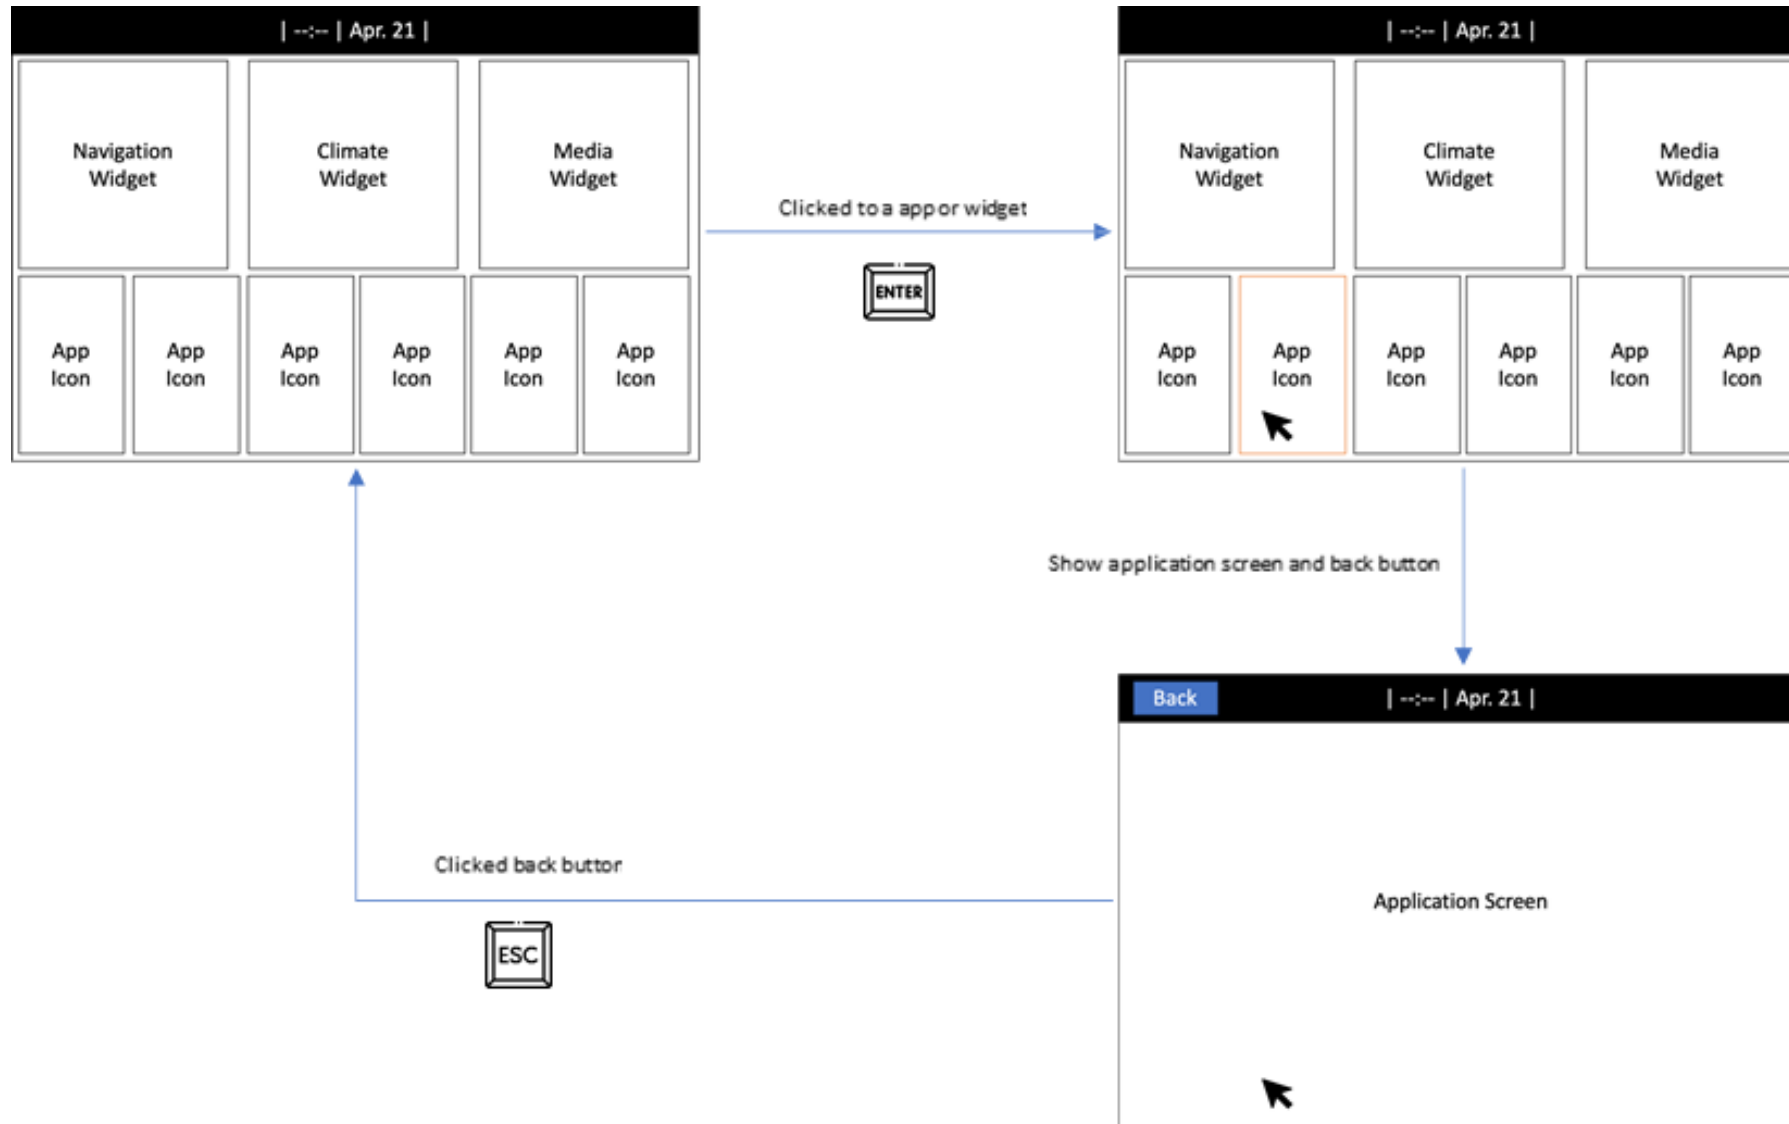 | --:-- | Apr. 21 |
Navigation
Widget
Climate
Widget
Media
Widget
App
Icon
App
Icon
App
Icon
App
Icon
App
Icon
App
Icon
Clicked to a app or widget
ENTER
| --:-- | Apr. 21 |
Navigation
Widget
Climate
Widget
Media
Widget
App
Icon
App
Icon
App
Icon
App
Icon
App
Icon
App
Icon
Show application screen and back button
Back
| --:-- | Apr. 21 |
Application Screen
Clicked back button
ESC